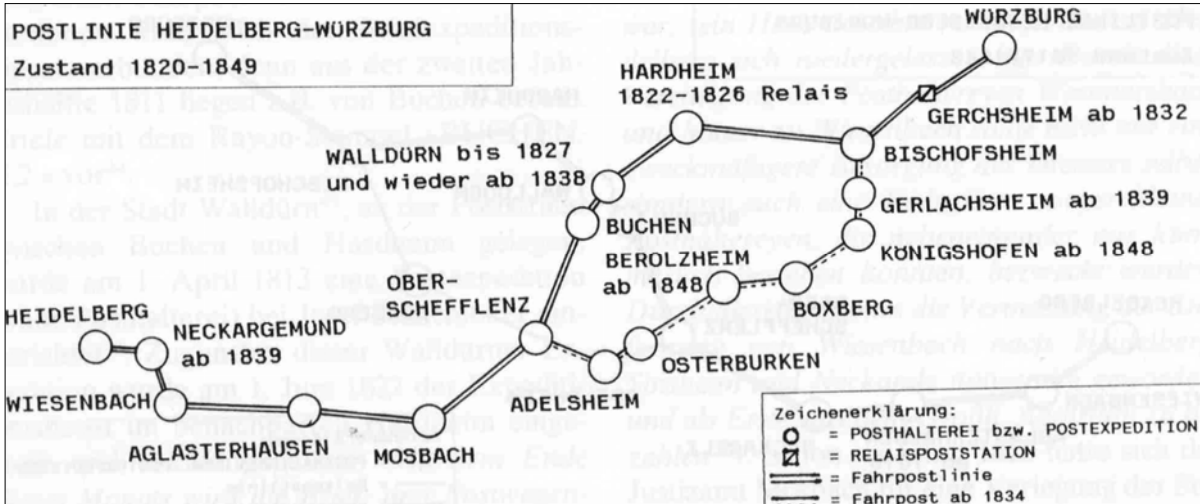 POSTLINIE HEIDELBERG-WÜRZBURG
Zustand 1820-1849
WÜRZBURG
HARDHEIM
1822-1826 Relais
GERCHSHEIM ab 1832
WALLDÜRN bis 1827
und wieder ab 1838
BISCHOFSHEIM
GERLACHSHEIM ab 1839
BUCHEN
KÖNIGSHOFEN ab 1848
BEROLZHEIM
ab 1848
OBER-
SCHEFFLENZ
BOXBERG
HEIDELBERG
NECKARGEMÜND
ab 1839
OSTERBURKEN
WIESENBACH
ADELSHEIM
AGLASTERHAUSEN
MOSBACH
Zeichenerklärung:
= POSTHALTEREI BZW. POSTEXPEDITION
= RELAISPOSTSTATION
= Fahrpostlinie
= Fahrpost ab 1834